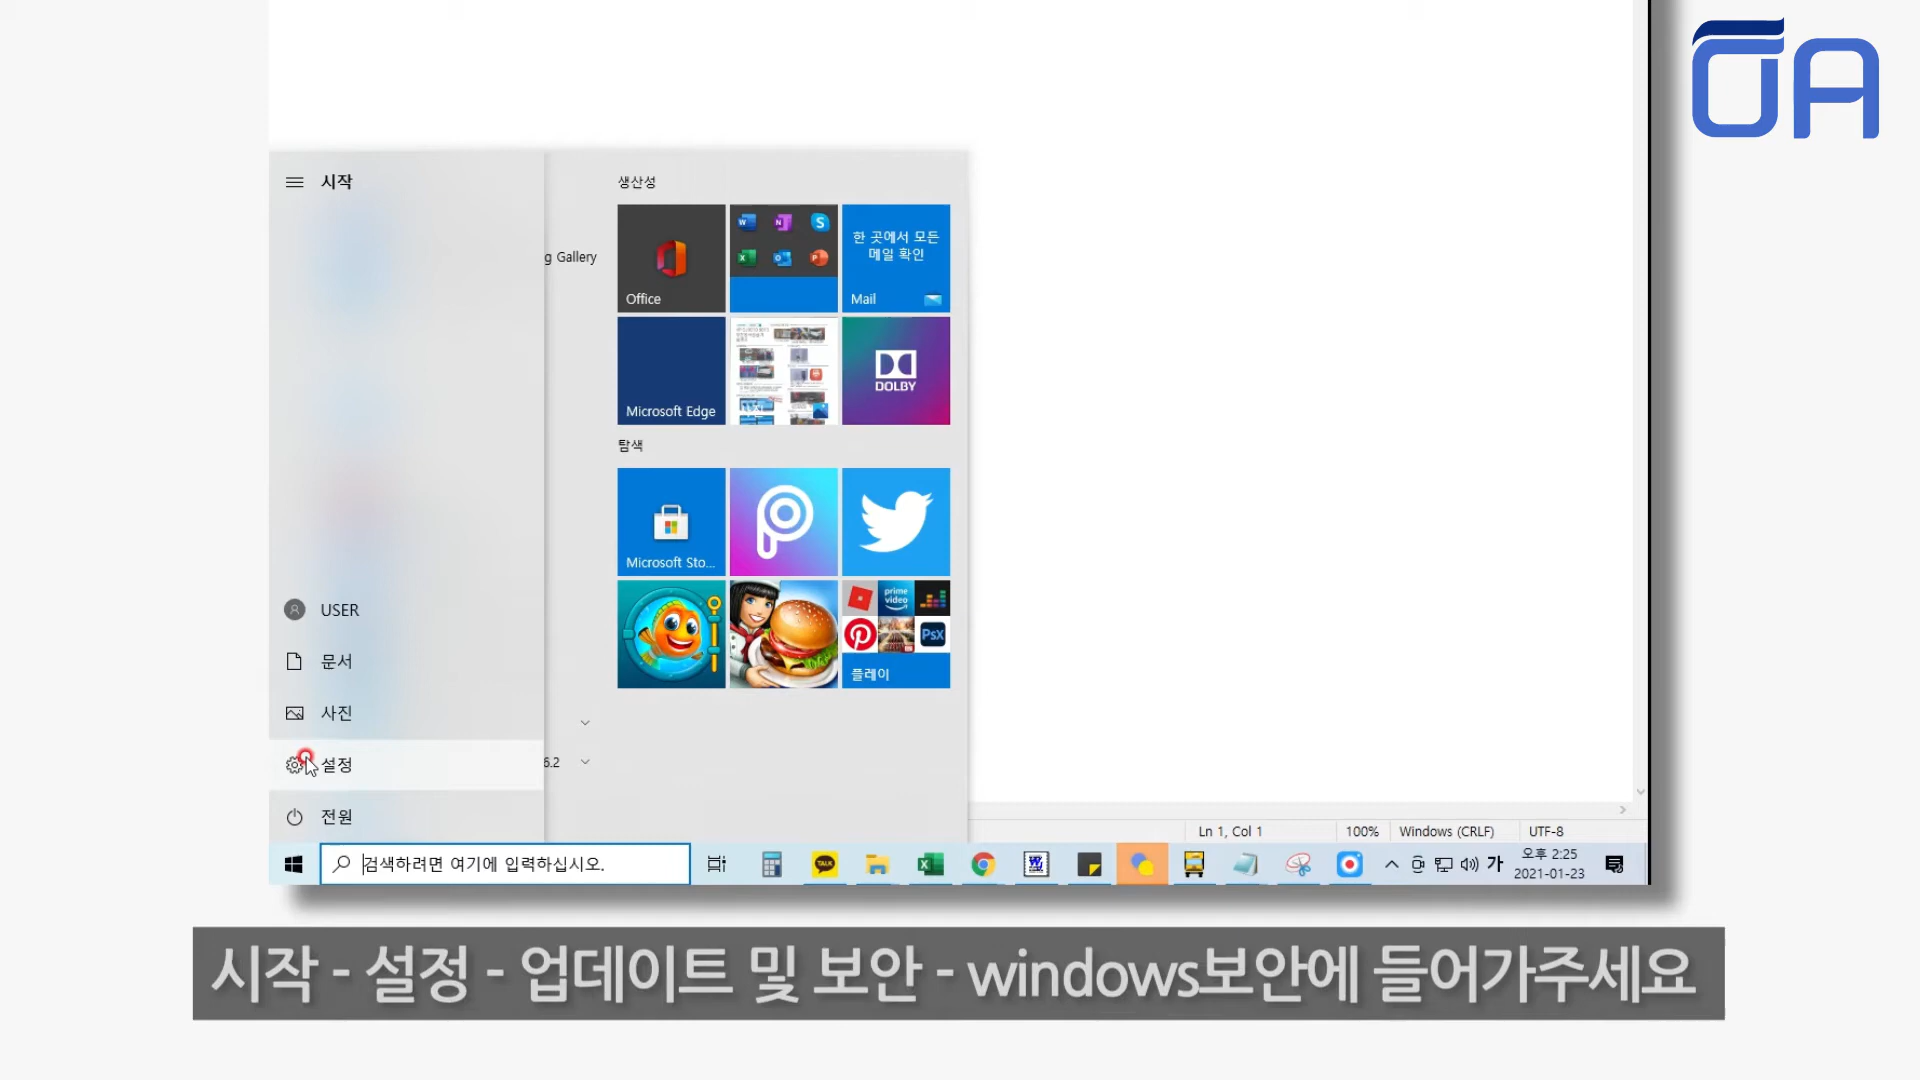 시작
생산성
g Gallery
Office
한 곳에서 모든
메일 확인
Mail
Microsoft Edge
DOLBY
탐색
Microsoft Sto...
prime
video
PsX
플레이
USER
문서
사진
설정
6.2
전원
Ln 1, Col 1
100%
Windows (CRLF)
UTF-8
검색하려면 여기에 입력하십시오.
TALK
가
오후 2:25
2021-01-23
시작 - 설정 - 업데이트 및 보안 - windows보안에 들어가주세요